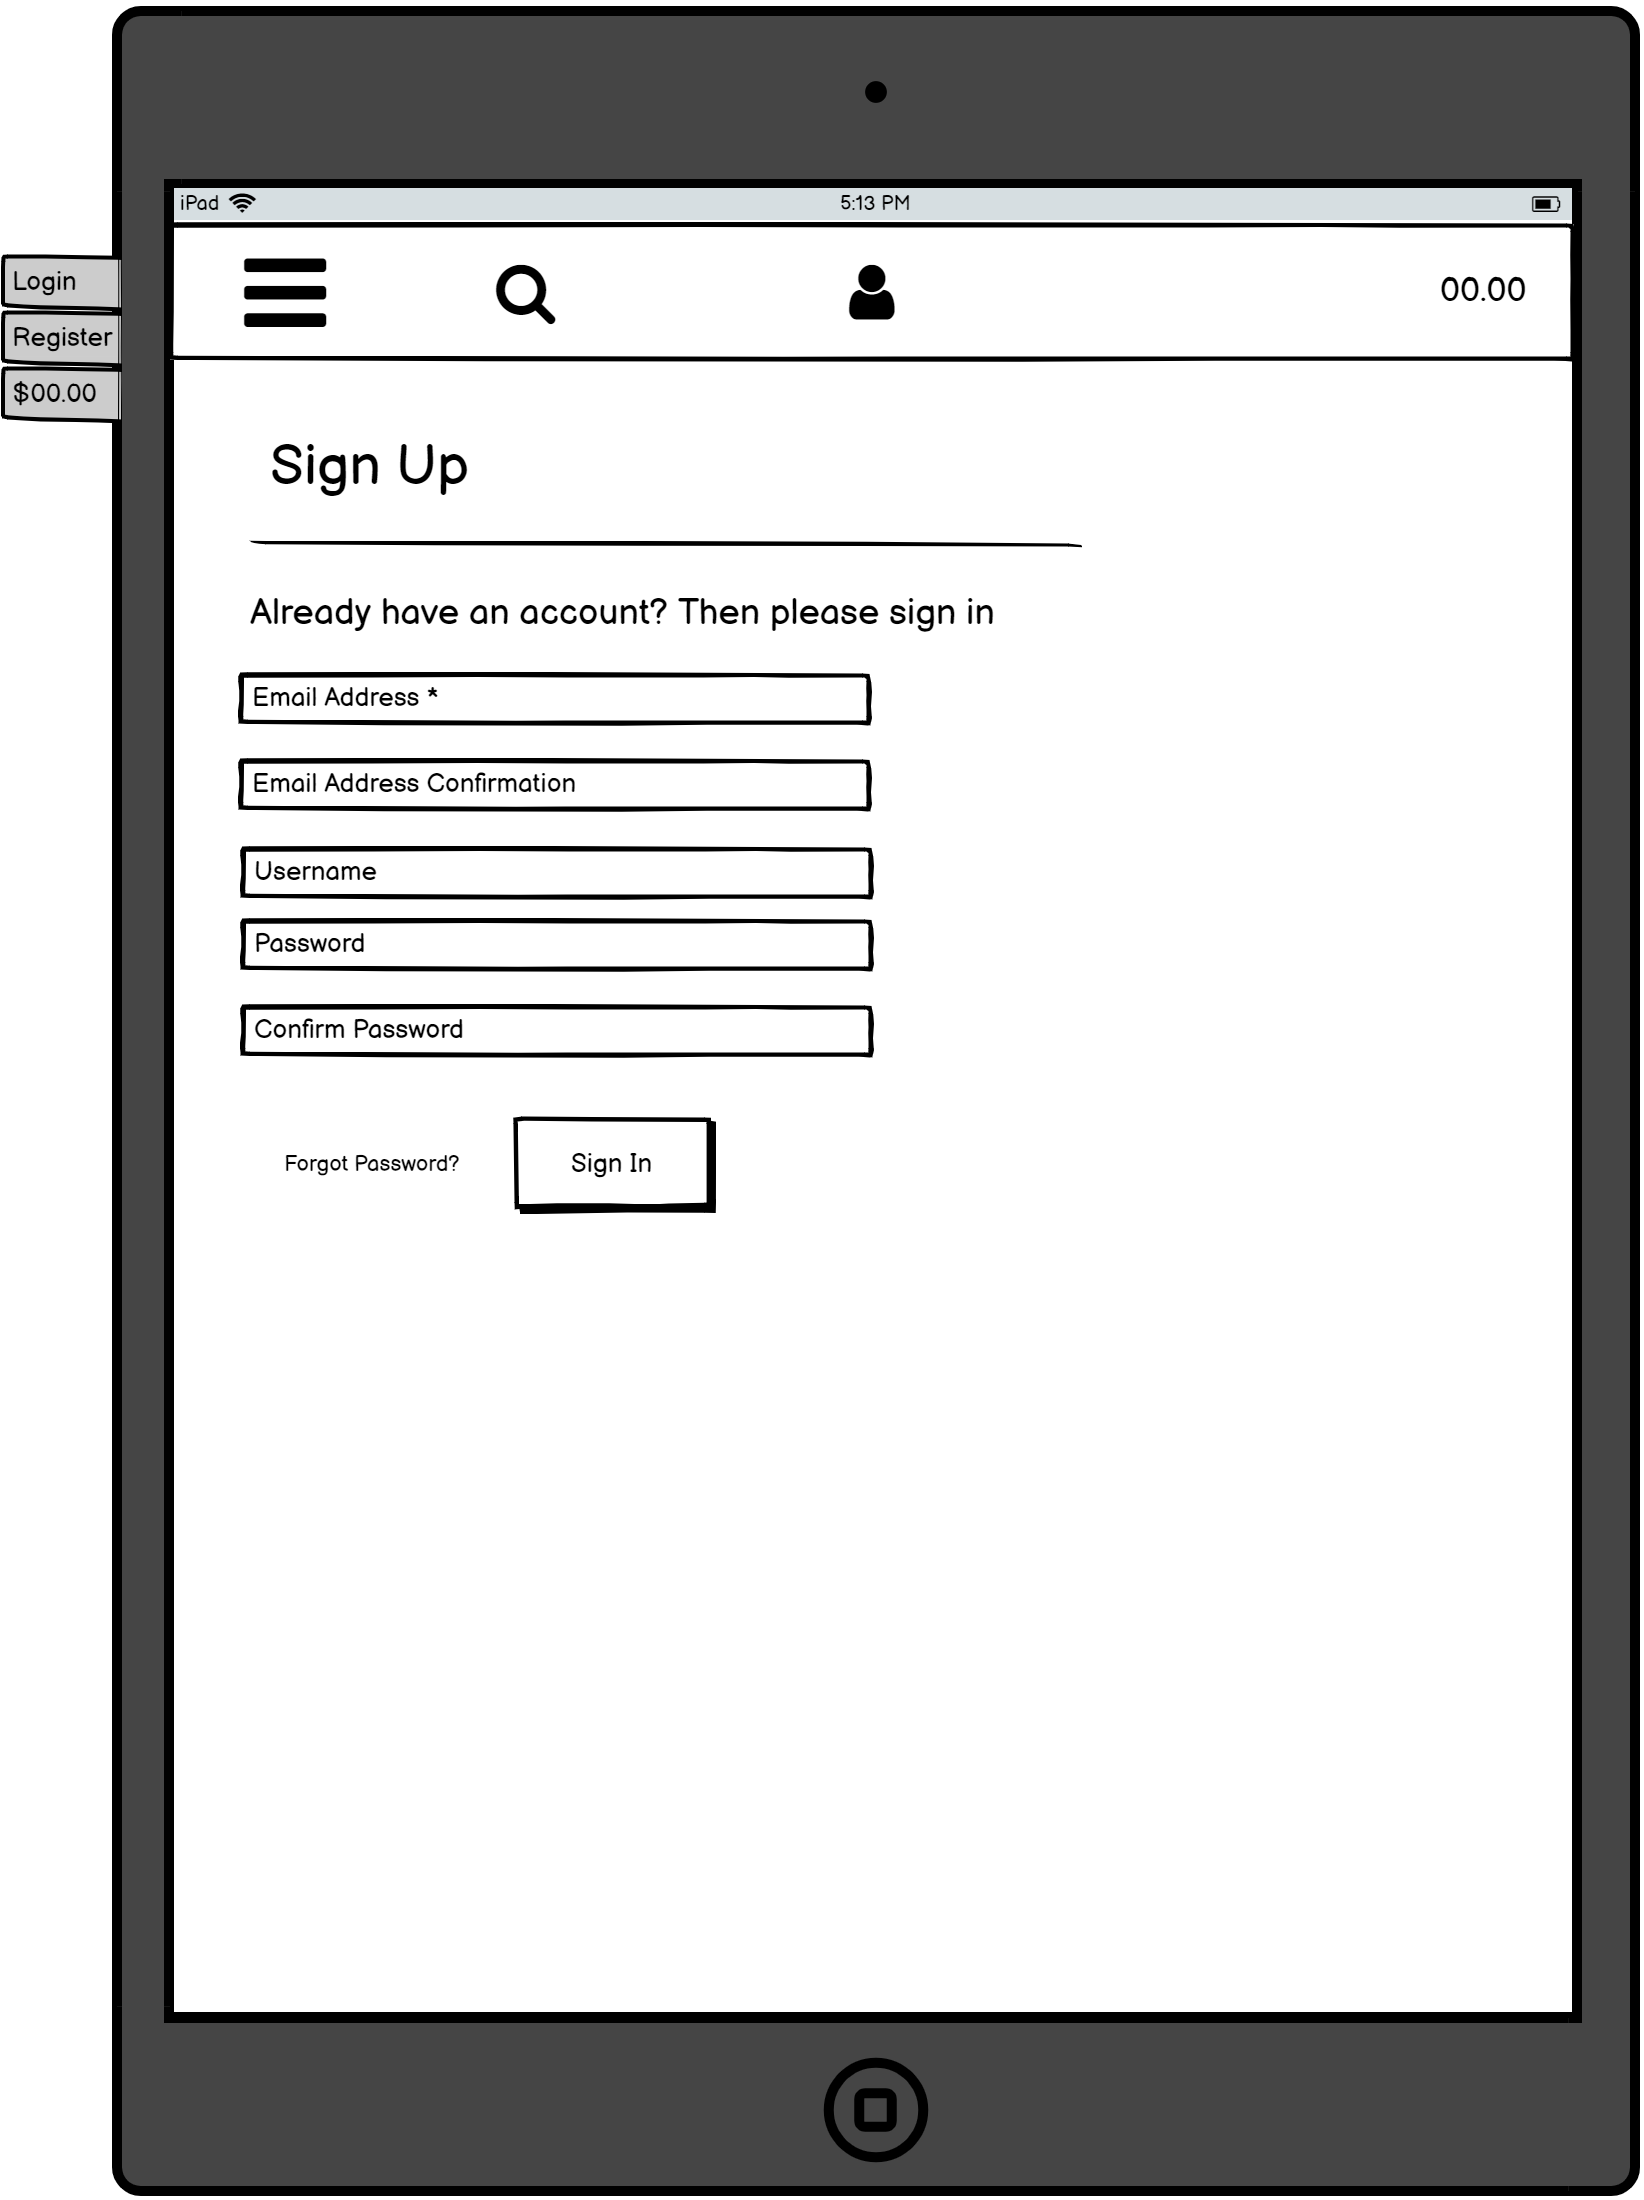 iPad
5:13 PM
Login
Register
$00.00
00.00
Sign Up
Already have an account? Then please sign in
Email Address *
Email Address Confirmation
Username
Password
Confirm Password
Forgot Password?
Sign In